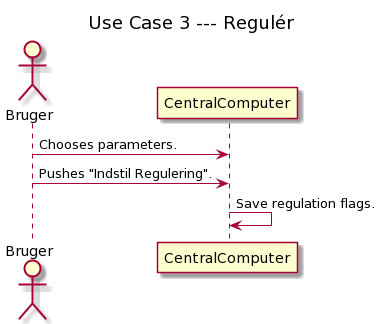 Use Case 3 --- Regulér
Bruger
CentralComputer
Chooses parameters.
Pushes "Indstil Regulering".
Save regulation flags.
Bruger
CentralComputer